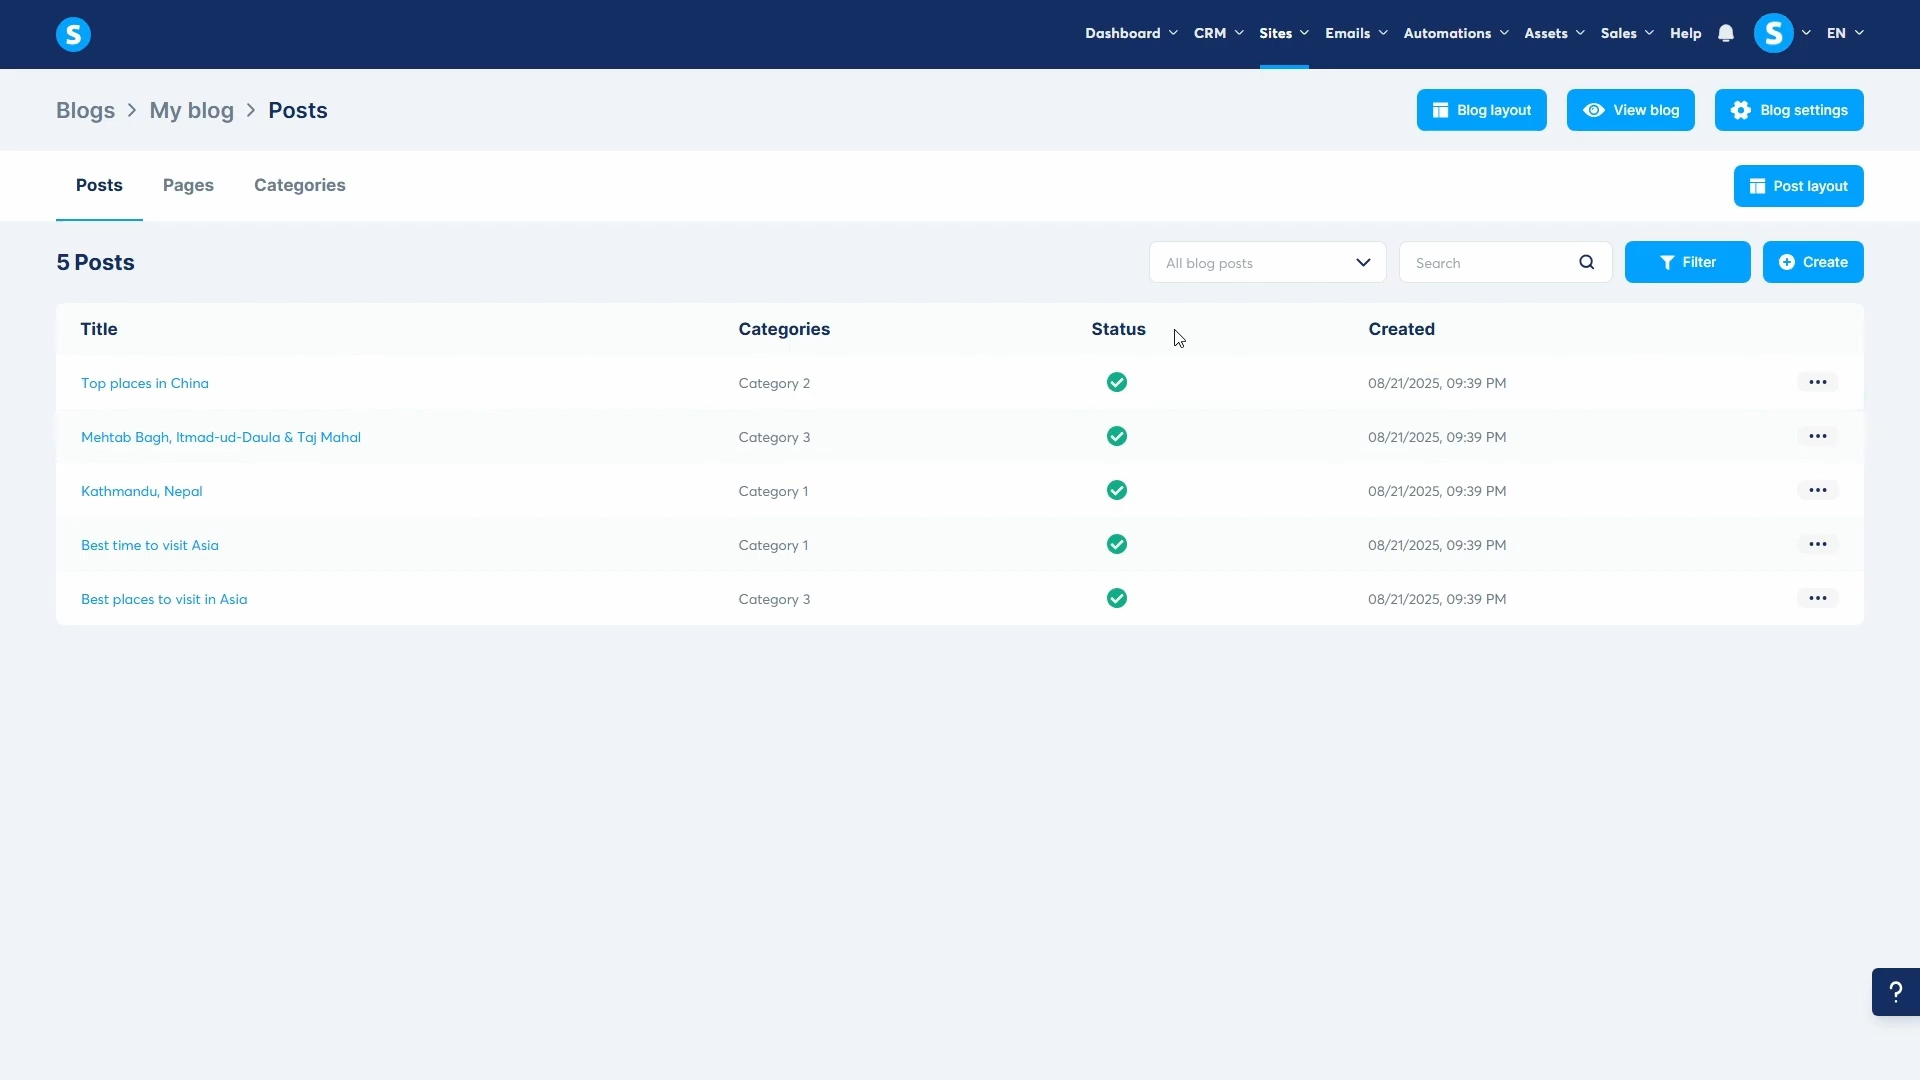 S
Dashboard CRM Sites Emails Automations Assets Sales Help S EN
Blogs > My blog > Posts
Blog layout View blog Blog settings
Posts Pages Categories
Post layout
5 Posts
All blog posts Search Filter Create
Title Categories Status Created
Top places in China Category 2 08/21/2025, 09:39 PM
Mehtab Bagh, Itmad-ud-Daula & Taj Mahal Category 3 08/21/2025, 09:39 PM
Kathmandu, Nepal Category 1 08/21/2025, 09:39 PM
Best time to visit Asia Category 1 08/21/2025, 09:39 PM
Best places to visit in Asia Category 3 08/21/2025, 09:39 PM
?